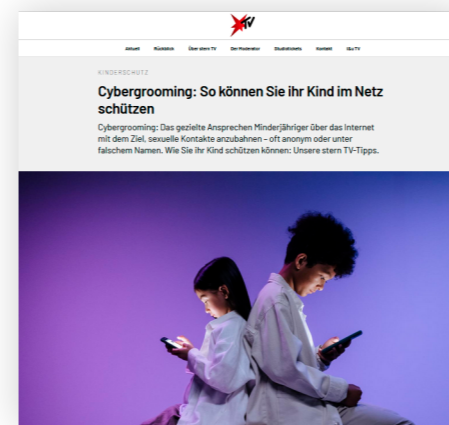 TV
Aktuell Rückblick Über stern TV Der Moderator Studiotickets Kontakt i&u TV
KINDERSCHUTZ
Cybergrooming: So können Sie ihr Kind im Netz
schützen
Cybergrooming: Das gezielte Ansprechen Minderjähriger über das Internet
mit dem Ziel, sexuelle Kontakte anzubahnen – oft anonym oder unter
falschem Namen. Wie Sie ihr Kind schützen können: Unsere stern TV-Tipps.